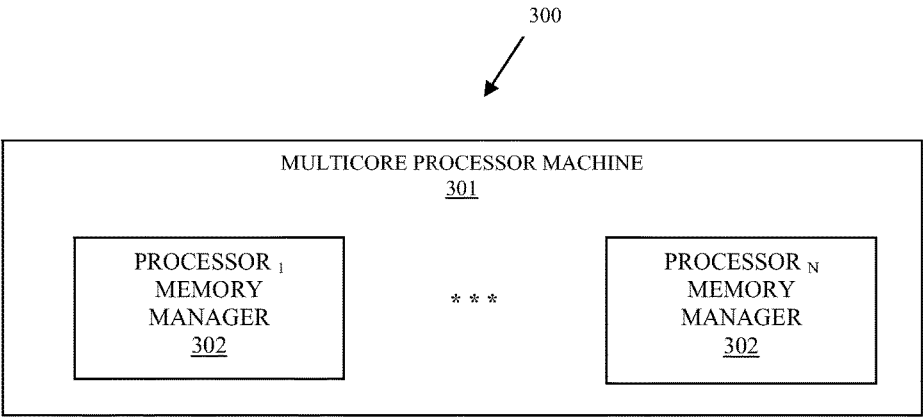 300
MULTICORE PROCESSOR MACHINE
301
PROCESSOR 1
MEMORY
MANAGER
302
* * *
PROCESSOR N
MEMORY
MANAGER
302